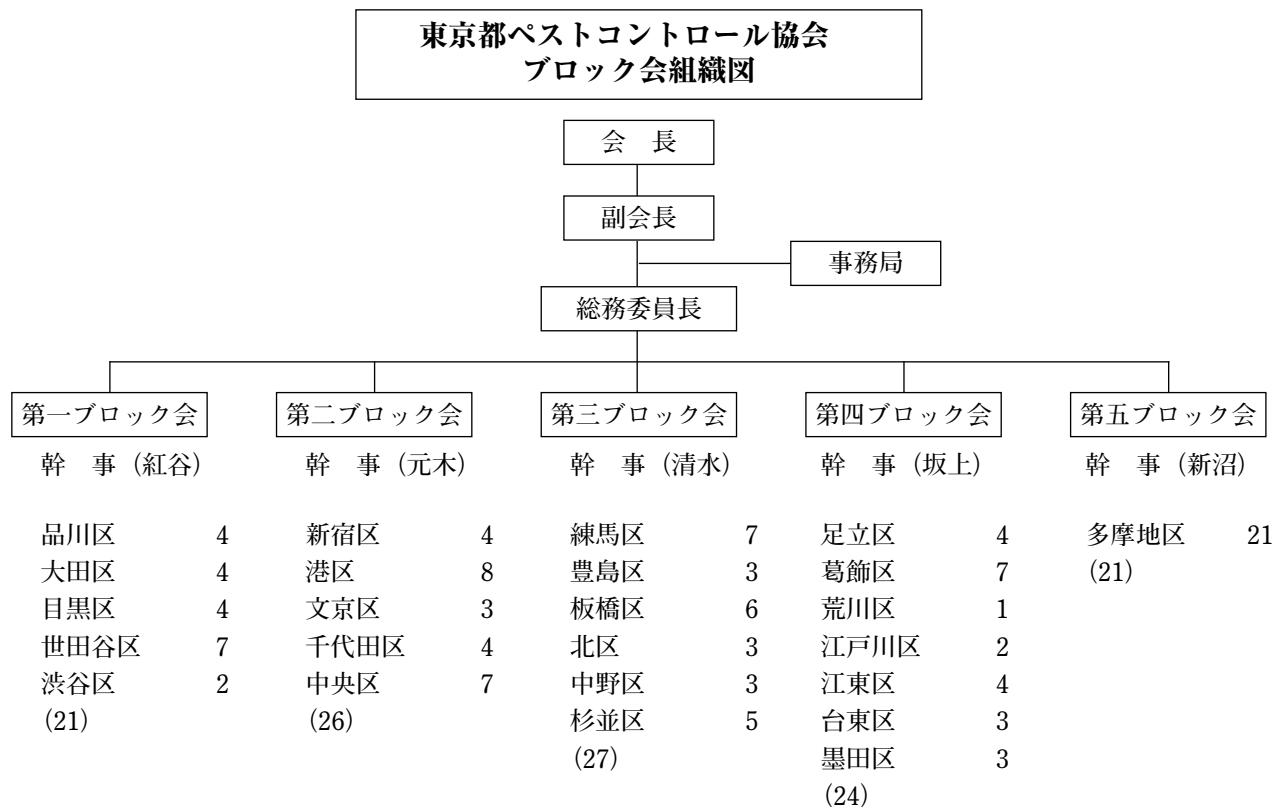 東京都ペストコントロール協会
ブロック会組織図
会　長
副会長
事務局
総務委員長
第一ブロック会
幹　事（紅谷）
品川区 4
大田区 4
目黒区 4
世田谷区 7
渋谷区 2
(21)
第二ブロック会
幹　事（元木）
新宿区 4
港区 8
文京区 3
千代田区 4
中央区 7
(26)
第三ブロック会
幹　事（清水）
練馬区 7
豊島区 3
板橋区 6
北区 3
中野区 3
杉並区 5
(27)
第四ブロック会
幹　事（坂上）
足立区 4
葛飾区 7
荒川区 1
江戸川区 2
江東区 4
台東区 3
墨田区 3
(24)
第五ブロック会
幹　事（新沼）
多摩地区 21
(21)